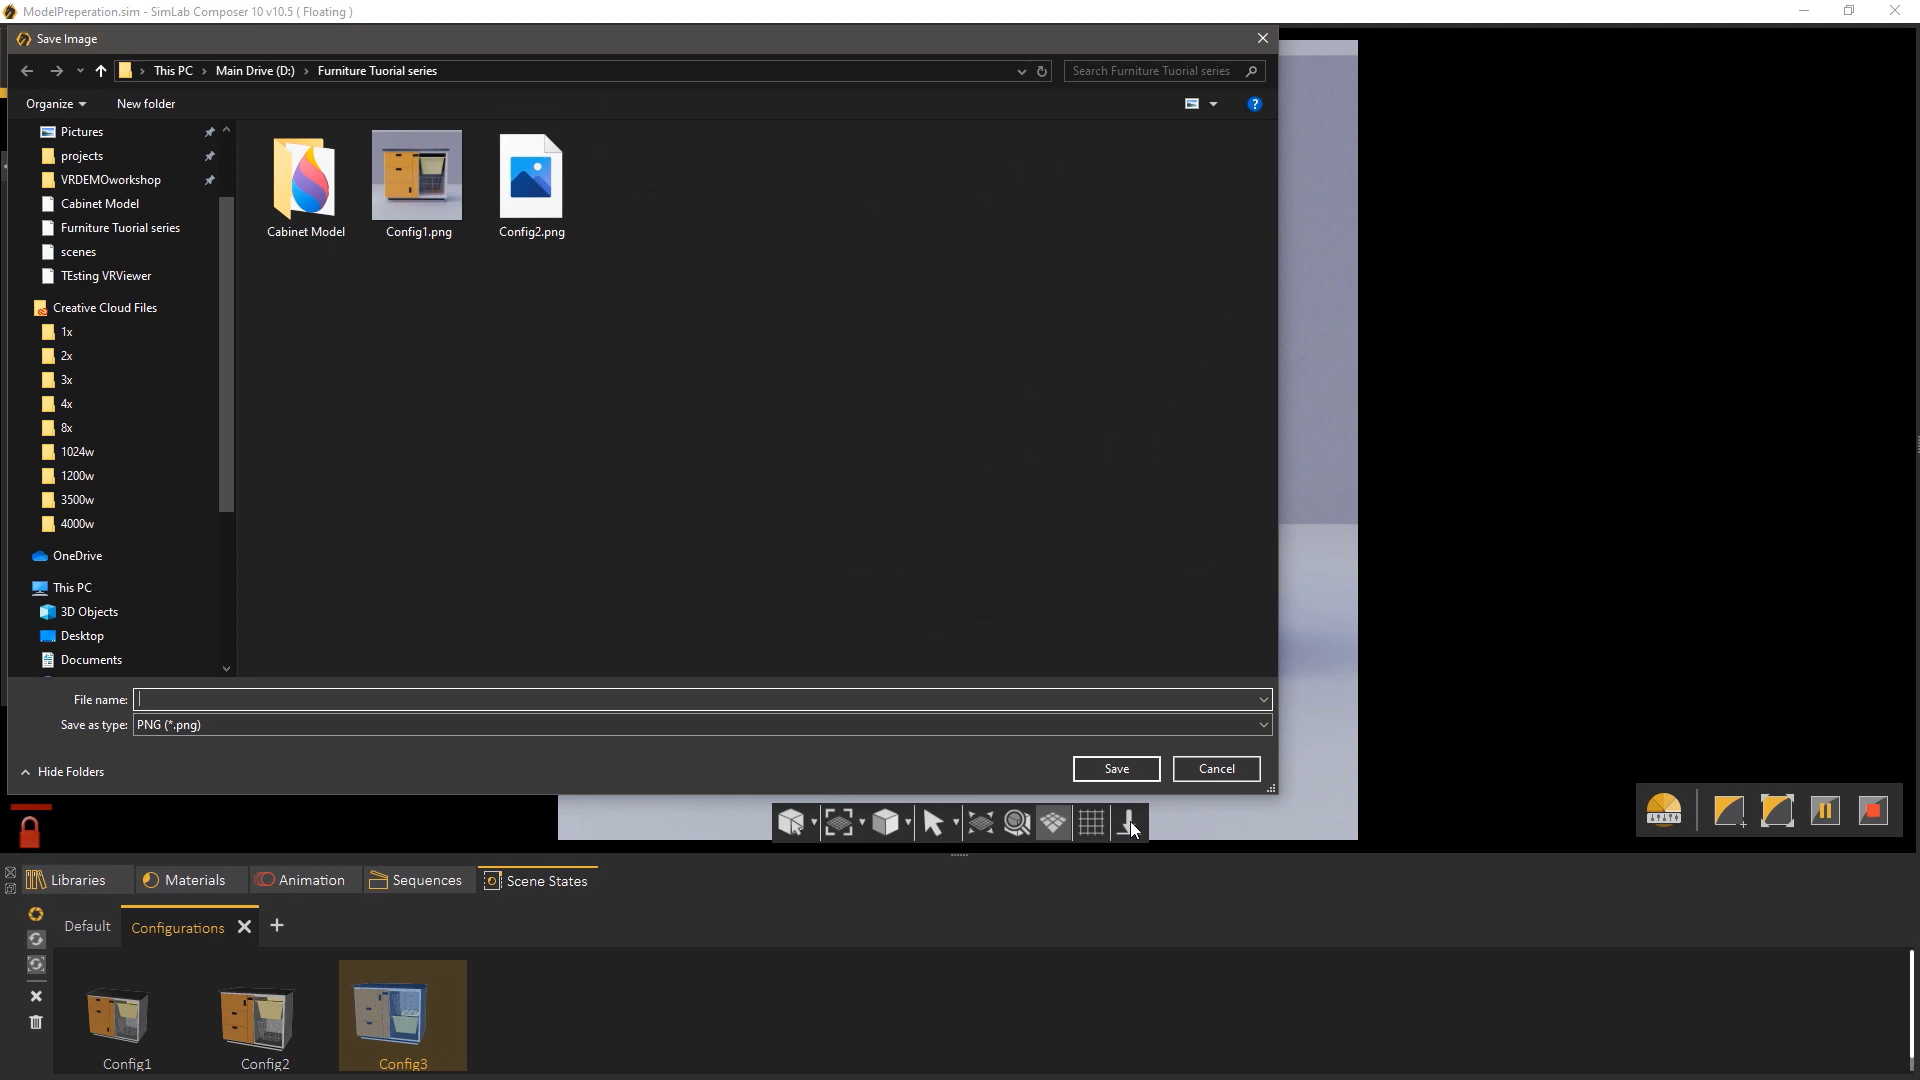 ModelPreperation.sim - SimLab Composer 10 v10.5 ( Floating )
Save Image
This PC > Main Drive (D:) > Furniture Tuorial series
Search Furniture Tuorial series
Organize
New folder
Pictures
projects
VRDEMOworkshop
Cabinet Model
Furniture Tuorial series
scenes
TEsting VRViewer
Creative Cloud Files
1x
2x
3x
4x
8x
1024w
1200w
3500w
4000w
OneDrive
This PC
3D Objects
Desktop
Documents
Cabinet Model
Config1.png
Config2.png
File name:
Save as type: PNG (*.png)
Hide Folders
Save
Cancel
Libraries
Materials
Animation
Sequences
Scene States
Default
Configurations
Config1
Config2
Config3